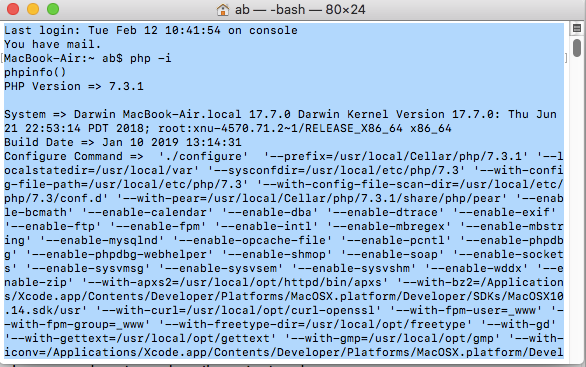 ab — -bash — 80×24
Last login: Tue Feb 12 10:41:54 on console
You have mail.
[MacBook-Air:~ ab$ php -i ]
phpinfo()
PHP Version => 7.3.1
System => Darwin MacBook-Air.local 17.7.0 Darwin Kernel Version 17.7.0: Thu Jun
21 22:53:14 PDT 2018; root:xnu-4570.71.2~1/RELEASE_X86_64 x86_64
Build Date => Jan 10 2019 13:14:31
Configure Command =>  './configure'  '--prefix=/usr/local/Cellar/php/7.3.1' '--l
ocalstatedir=/usr/local/var' '--sysconfdir=/usr/local/etc/php/7.3' '--with-confi
g-file-path=/usr/local/etc/php/7.3' '--with-config-file-scan-dir=/usr/local/etc/
php/7.3/conf.d' '--with-pear=/usr/local/Cellar/php/7.3.1/share/php/pear' '--enab
le-bcmath' '--enable-calendar' '--enable-dba' '--enable-dtrace' '--enable-exif'
'--enable-ftp' '--enable-fpm' '--enable-intl' '--enable-mbregex' '--enable-mbstr
ing' '--enable-mysqlnd' '--enable-opcache-file' '--enable-pcntl' '--enable-phpdb
g' '--enable-phpdbg-webhelper' '--enable-shmop' '--enable-soap' '--enable-socket
s' '--enable-sysvmsg' '--enable-sysvsem' '--enable-sysvshm' '--enable-wddx' '--e
nable-zip' '--with-apxs2=/usr/local/opt/httpd/bin/apxs' '--with-bz2=/Application
s/Xcode.app/Contents/Developer/Platforms/MacOSX.platform/Developer/SDKs/MacOSX10
.14.sdk/usr' '--with-curl=/usr/local/opt/curl-openssl' '--with-fpm-user=_www' '-
-with-fpm-group=_www' '--with-freetype-dir=/usr/local/opt/freetype' '--with-gd'
'--with-gettext=/usr/local/opt/gettext' '--with-gmp=/usr/local/opt/gmp' '--with-
iconv=/Applications/Xcode.app/Contents/Developer/Platforms/MacOSX.platform/Devel